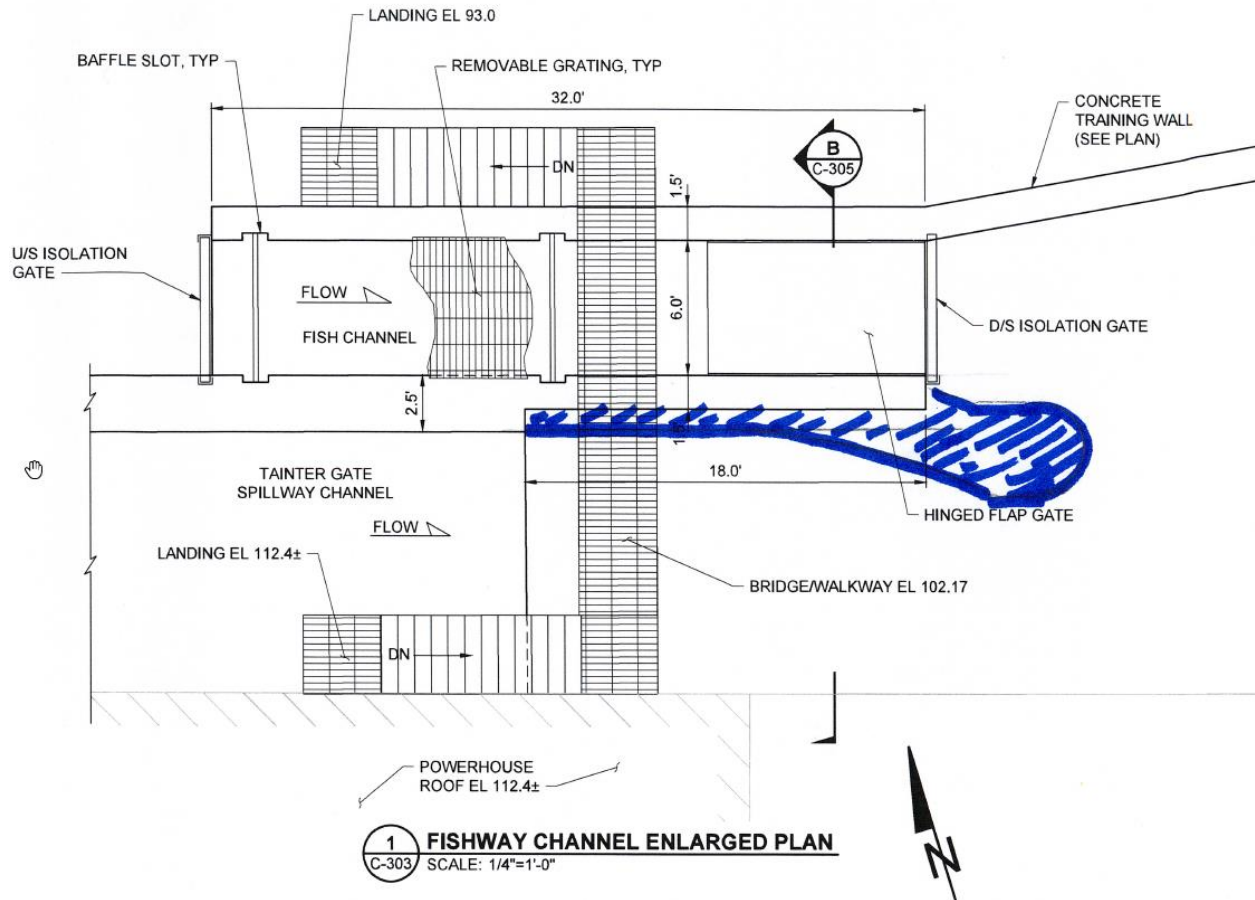 LANDING EL 93.0
BAFFLE SLOT, TYP
REMOVABLE GRATING, TYP
32.0'
CONCRETE
TRAINING WALL
(SEE PLAN)
B
C-305
DN
1.5'
U/S ISOLATION
GATE
FLOW
FISH CHANNEL
6.0'
D/S ISOLATION GATE
2.5'
1.5'
TAINTER GATE
SPILLWAY CHANNEL
18.0'
FLOW
HINGED FLAP GATE
LANDING EL 112.4±
BRIDGE/WALKWAY EL 102.17
DN
POWERHOUSE
ROOF EL 112.4±
N
1
C-303
FISHWAY CHANNEL ENLARGED PLAN
SCALE: 1/4"=1'-0"